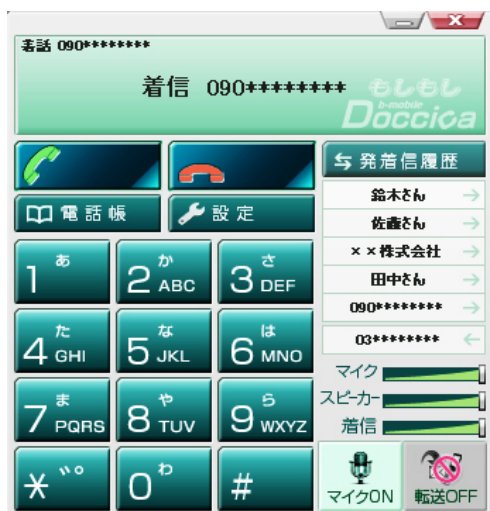 着信 090********
もしもし
b-mobile
Doccica
発着信履歴
電話帳
設定
鈴木さん
佐藤さん
××株式会社
田中さん
090********
03********
1 あ
2 か ABC
3 さ DEF
4 た GHI
5 な JKL
6 は MNO
7 ま PQRS
8 や TUV
9 ら WXYZ
* ゛゜
0 わ
#
マイク
スピーカー
着信
マイクON
転送OFF